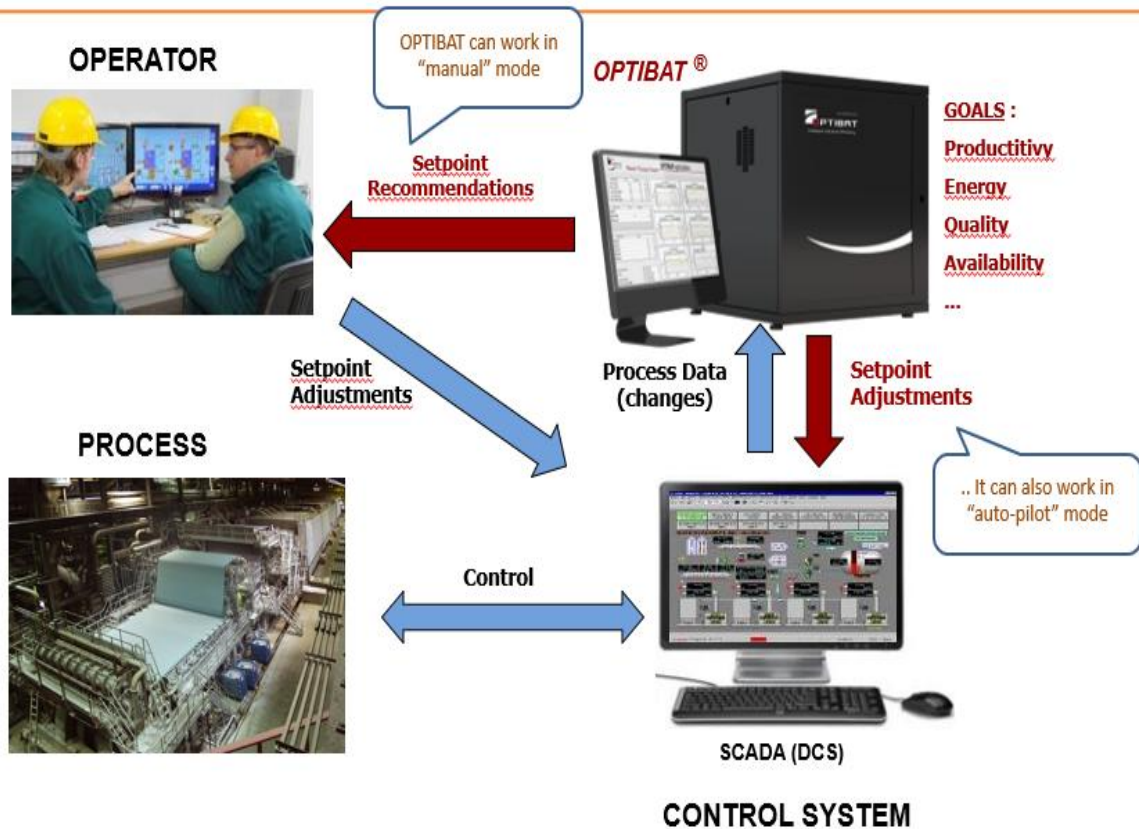 OPERATOR
OPTIBAT can work in
“manual” mode
OPTIBAT ®
OPTIBAT
GOALS :
Productitivy
Energy
Quality
Availability
...
Setpoint
Recommendations
Setpoint
Adjustments
Process Data
(changes)
Setpoint
Adjustments
.. It can also work in
“auto-pilot” mode
PROCESS
Control
SCADA (DCS)
CONTROL SYSTEM